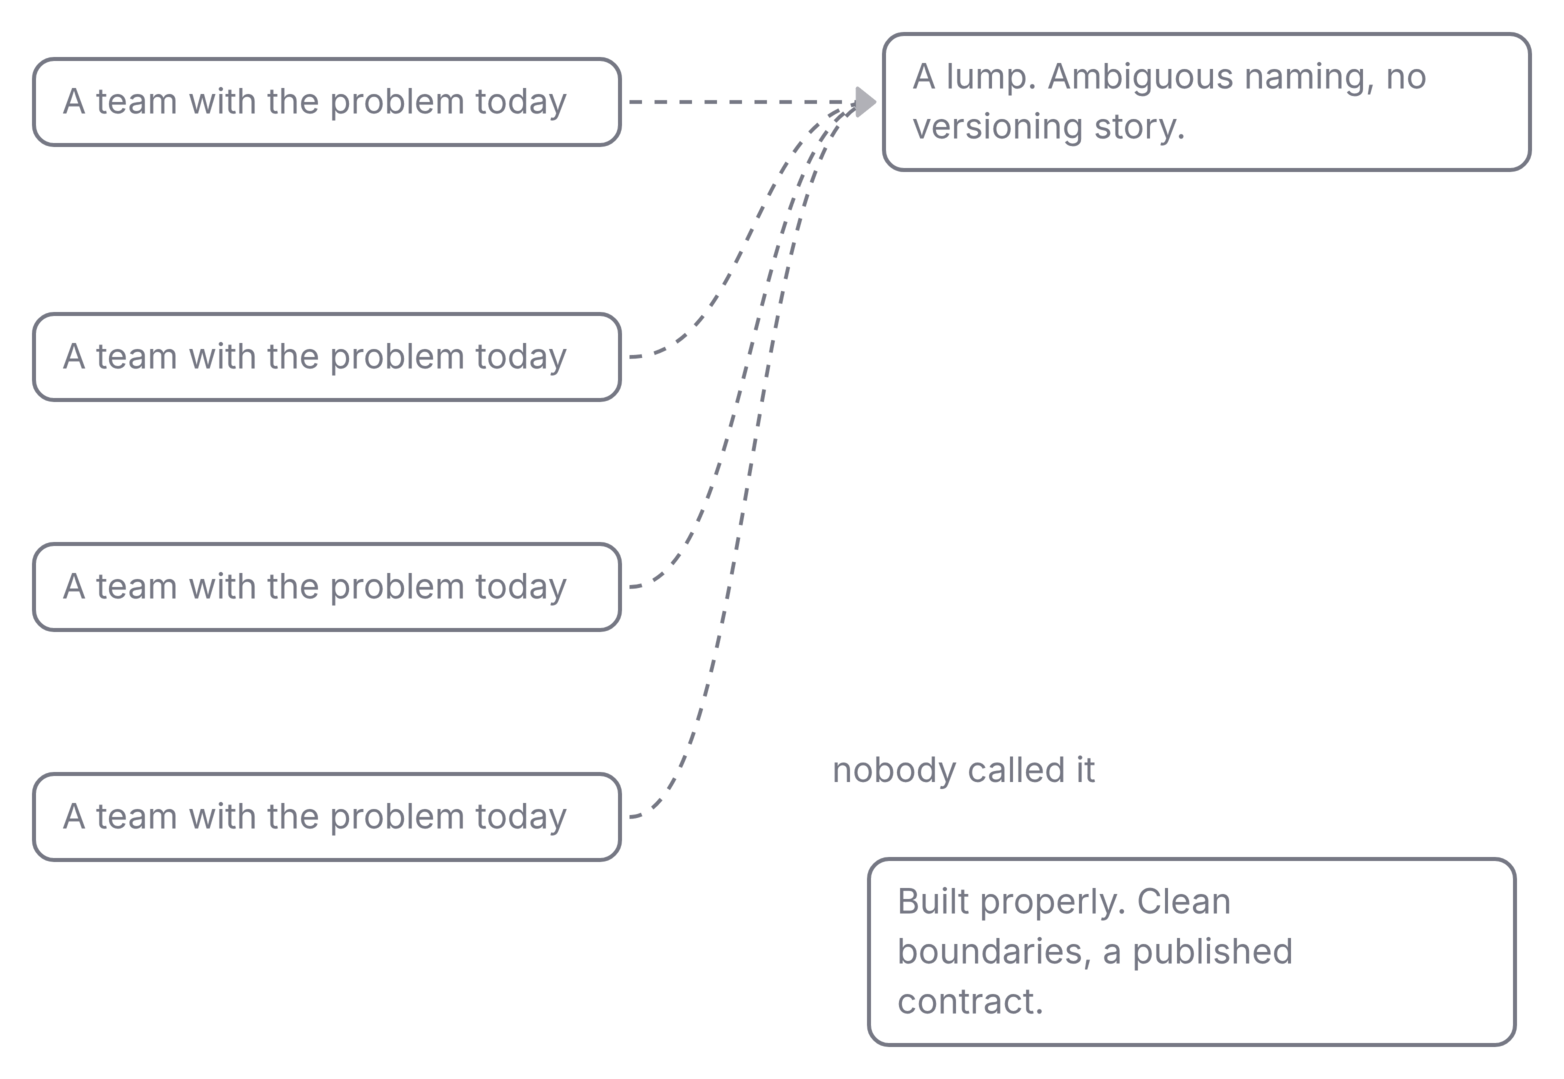 A team with the problem today
A lump. Ambiguous naming, no
versioning story.
A team with the problem today
A team with the problem today
A team with the problem today
nobody called it
Built properly. Clean
boundaries, a published
contract.